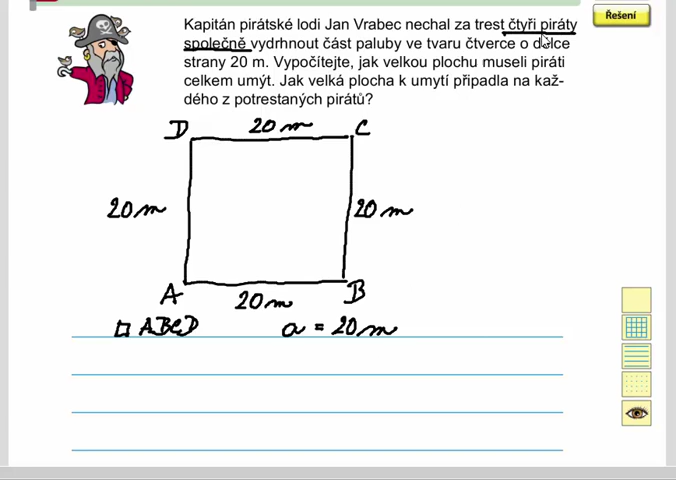 Kapitán pirátské lodi Jan Vrabec nechal za trest čtyři piráty
společně vydrhnout část paluby ve tvaru čtverce o délce
strany 20 m. Vypočítejte, jak velkou plochu museli piráti
celkem umýt. Jak velká plocha k umytí připadla na kaž-
dého z potrestaných pirátů?
Řešení
D 20 m C
20 m 20 m
A 20 m B
□ ABCD a = 20 m